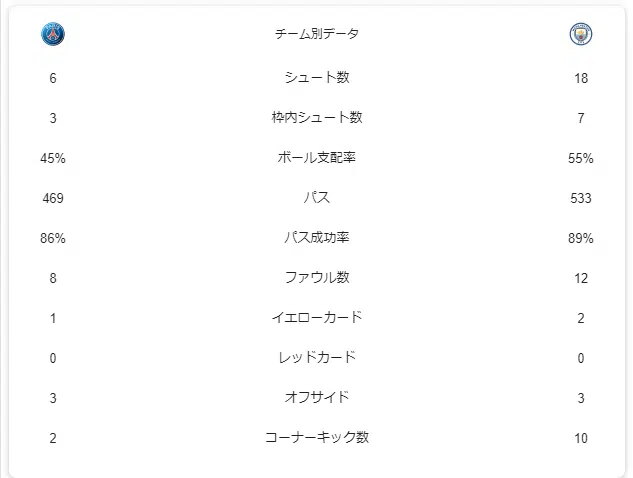 チーム別データ
6 シュート数 18
3 枠内シュート数 7
45% ボール支配率 55%
469 パス 533
86% パス成功率 89%
8 ファウル数 12
1 イエローカード 2
0 レッドカード 0
3 オフサイド 3
2 コーナーキック数 10